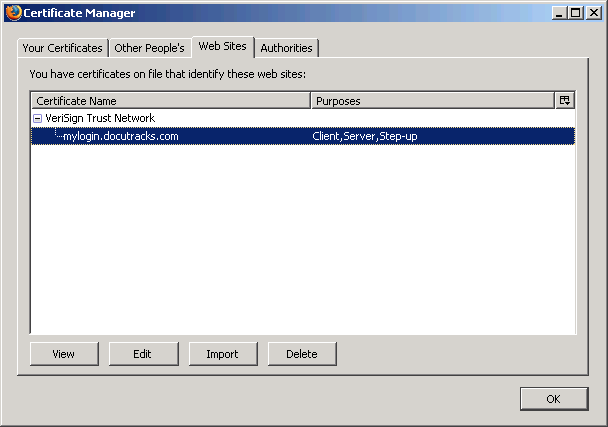 Certificate Manager
Your Certificates Other People's Web Sites Authorities
You have certificates on file that identify these web sites:
Certificate Name Purposes
VeriSign Trust Network
mylogin.docutracks.com Client,Server,Step-up
View Edit Import Delete
OK